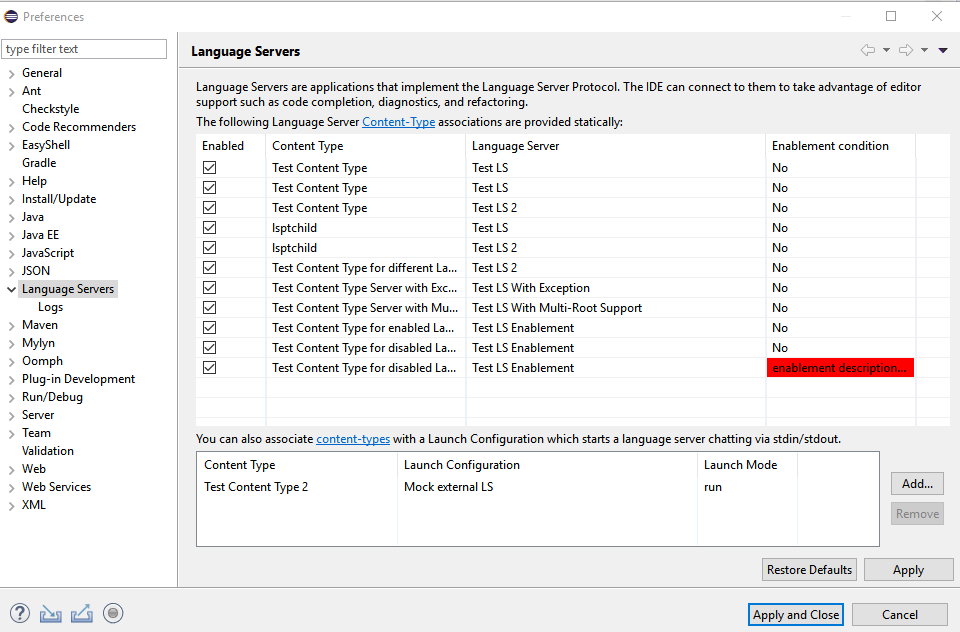 Preferences
type filter text
General
Ant
Checkstyle
Code Recommenders
EasyShell
Gradle
Help
Install/Update
Java
Java EE
JavaScript
JSON
Language Servers
Logs
Maven
Mylyn
Oomph
Plug-in Development
Run/Debug
Server
Team
Validation
Web
Web Services
XML
Language Servers
Language Servers are applications that implement the Language Server Protocol. The IDE can connect to them to take advantage of editor
support such as code completion, diagnostics, and refactoring.
The following Language Server Content-Type associations are provided statically:
Enabled Content Type Language Server Enablement condition
Test Content Type Test LS No
Test Content Type Test LS No
Test Content Type Test LS 2 No
lsptchild Test LS No
lsptchild Test LS 2 No
Test Content Type for different La... Test LS 2 No
Test Content Type Server with Exc... Test LS With Exception No
Test Content Type Server with Mu... Test LS With Multi-Root Support No
Test Content Type for enabled La... Test LS Enablement No
Test Content Type for disabled La... Test LS Enablement No
Test Content Type for disabled La... Test LS Enablement enablement description...
You can also associate content-types with a Launch Configuration which starts a language server chatting via stdin/stdout.
Content Type Launch Configuration Launch Mode
Test Content Type 2 Mock external LS run
Add...
Remove
Restore Defaults Apply
? Apply and Close Cancel